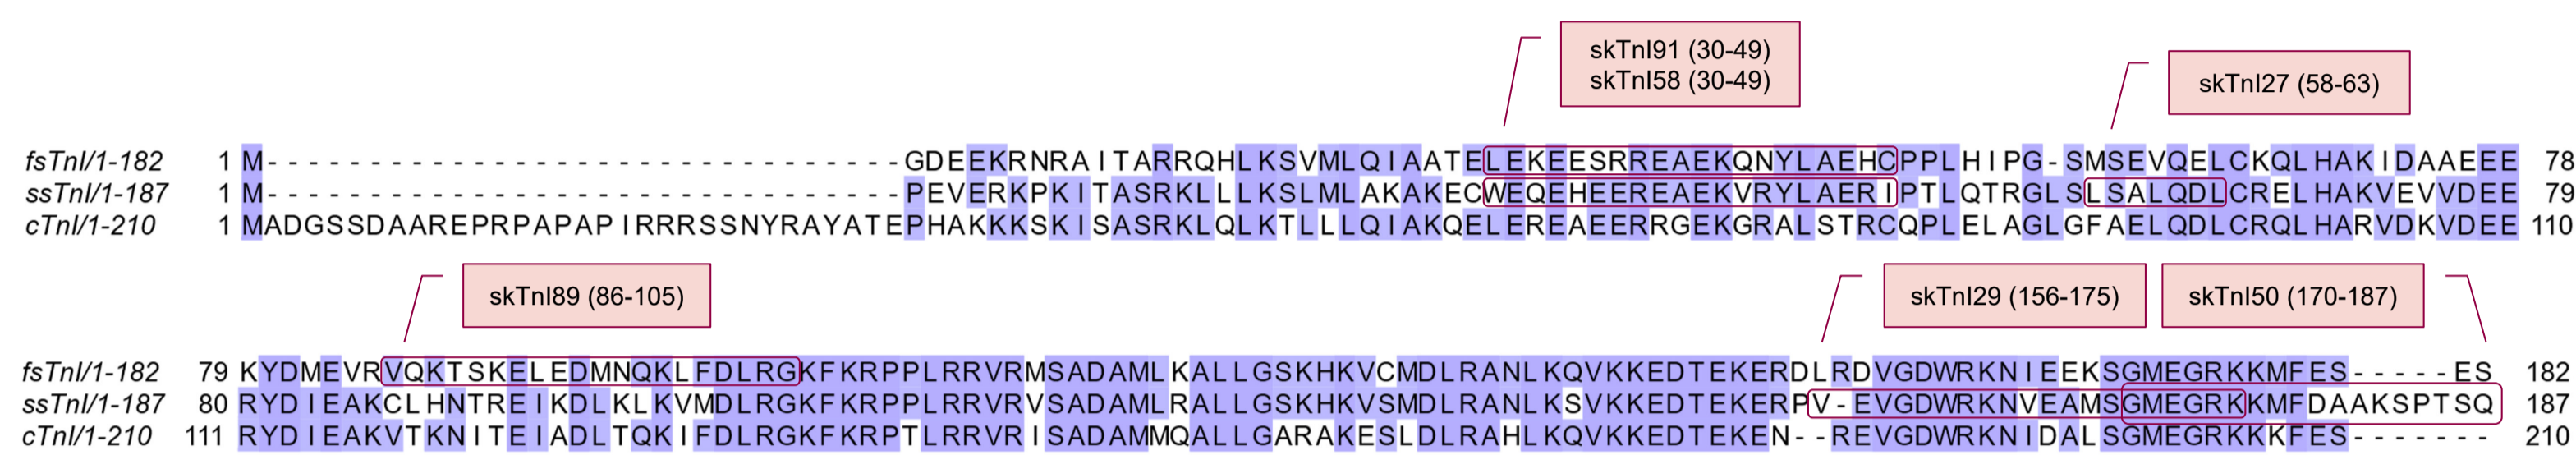 skTnI91 (30-49)
skTnI58 (30-49)
skTnI27 (58-63)
fsTnI/1-182 1 M-------------------------------GDEEKRNRAITARRQHLKSVMLQIAATELEKEESRREAEKQNYLAEHCPPLHIPG-SMSEVQELCKQLHAKIDAAEEE 78
ssTnI/1-187 1 M-------------------------------PEVERKPKITASRKLLLKSLMLAKAKECWEQEHEEREAEKVRYLAERIPTLQTRGLSLSALQDLCRELHAKVEVVDEE 79
cTnI/1-210 1 MADGSSDAAREPRPAPAPIRRRSSNYRAYATEPHAKKKSKISASRKLQLKTLLLQIAKQELEREAEERRGEKGRALSTRCQPLELAGLGFAELQDLCRQLHARVDKVDEE 110
skTnI89 (86-105)
skTnI29 (156-175)
skTnI50 (170-187)
fsTnI/1-182 79 KYDMEVRVQKTSKELEDMNQKLFDLRGKFKRPPLRRVRMSADAMLKALLGSKHKVCMDLRANLKQVKKEDTEKERDLRDVGDWRKNIEEKSGMEGRKKMFES-----ES 182
ssTnI/1-187 80 RYDIEAKCLHNTREIKDLKLKVMDLRGKFKRPPLRRVRVSADAMLRALLGSKHKVSMDLRANLKSVKKEDTEKERPV-EVGDWRKNVEAMSGMEGRKKMFDAAKSPTSQ 187
cTnI/1-210 111 RYDIEAKVTKNITEIADLTQKIFDLRGKFKRPTLRRVRISADAMMQALLGARAKESLDLRAHLKQVKKEDTEKEN--REVGDWRKNIDALSGMEGRKKKFES------- 210